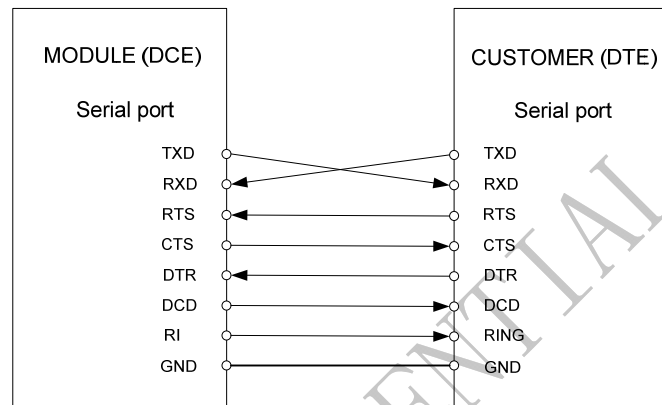 MODULE (DCE)
CUSTOMER (DTE)
Serial port
Serial port
TXD
TXD
RXD
RXD
RTS
RTS
CTS
CTS
DTR
DTR
DCD
DCD
RI
RING
GND
GND
ENTIAL